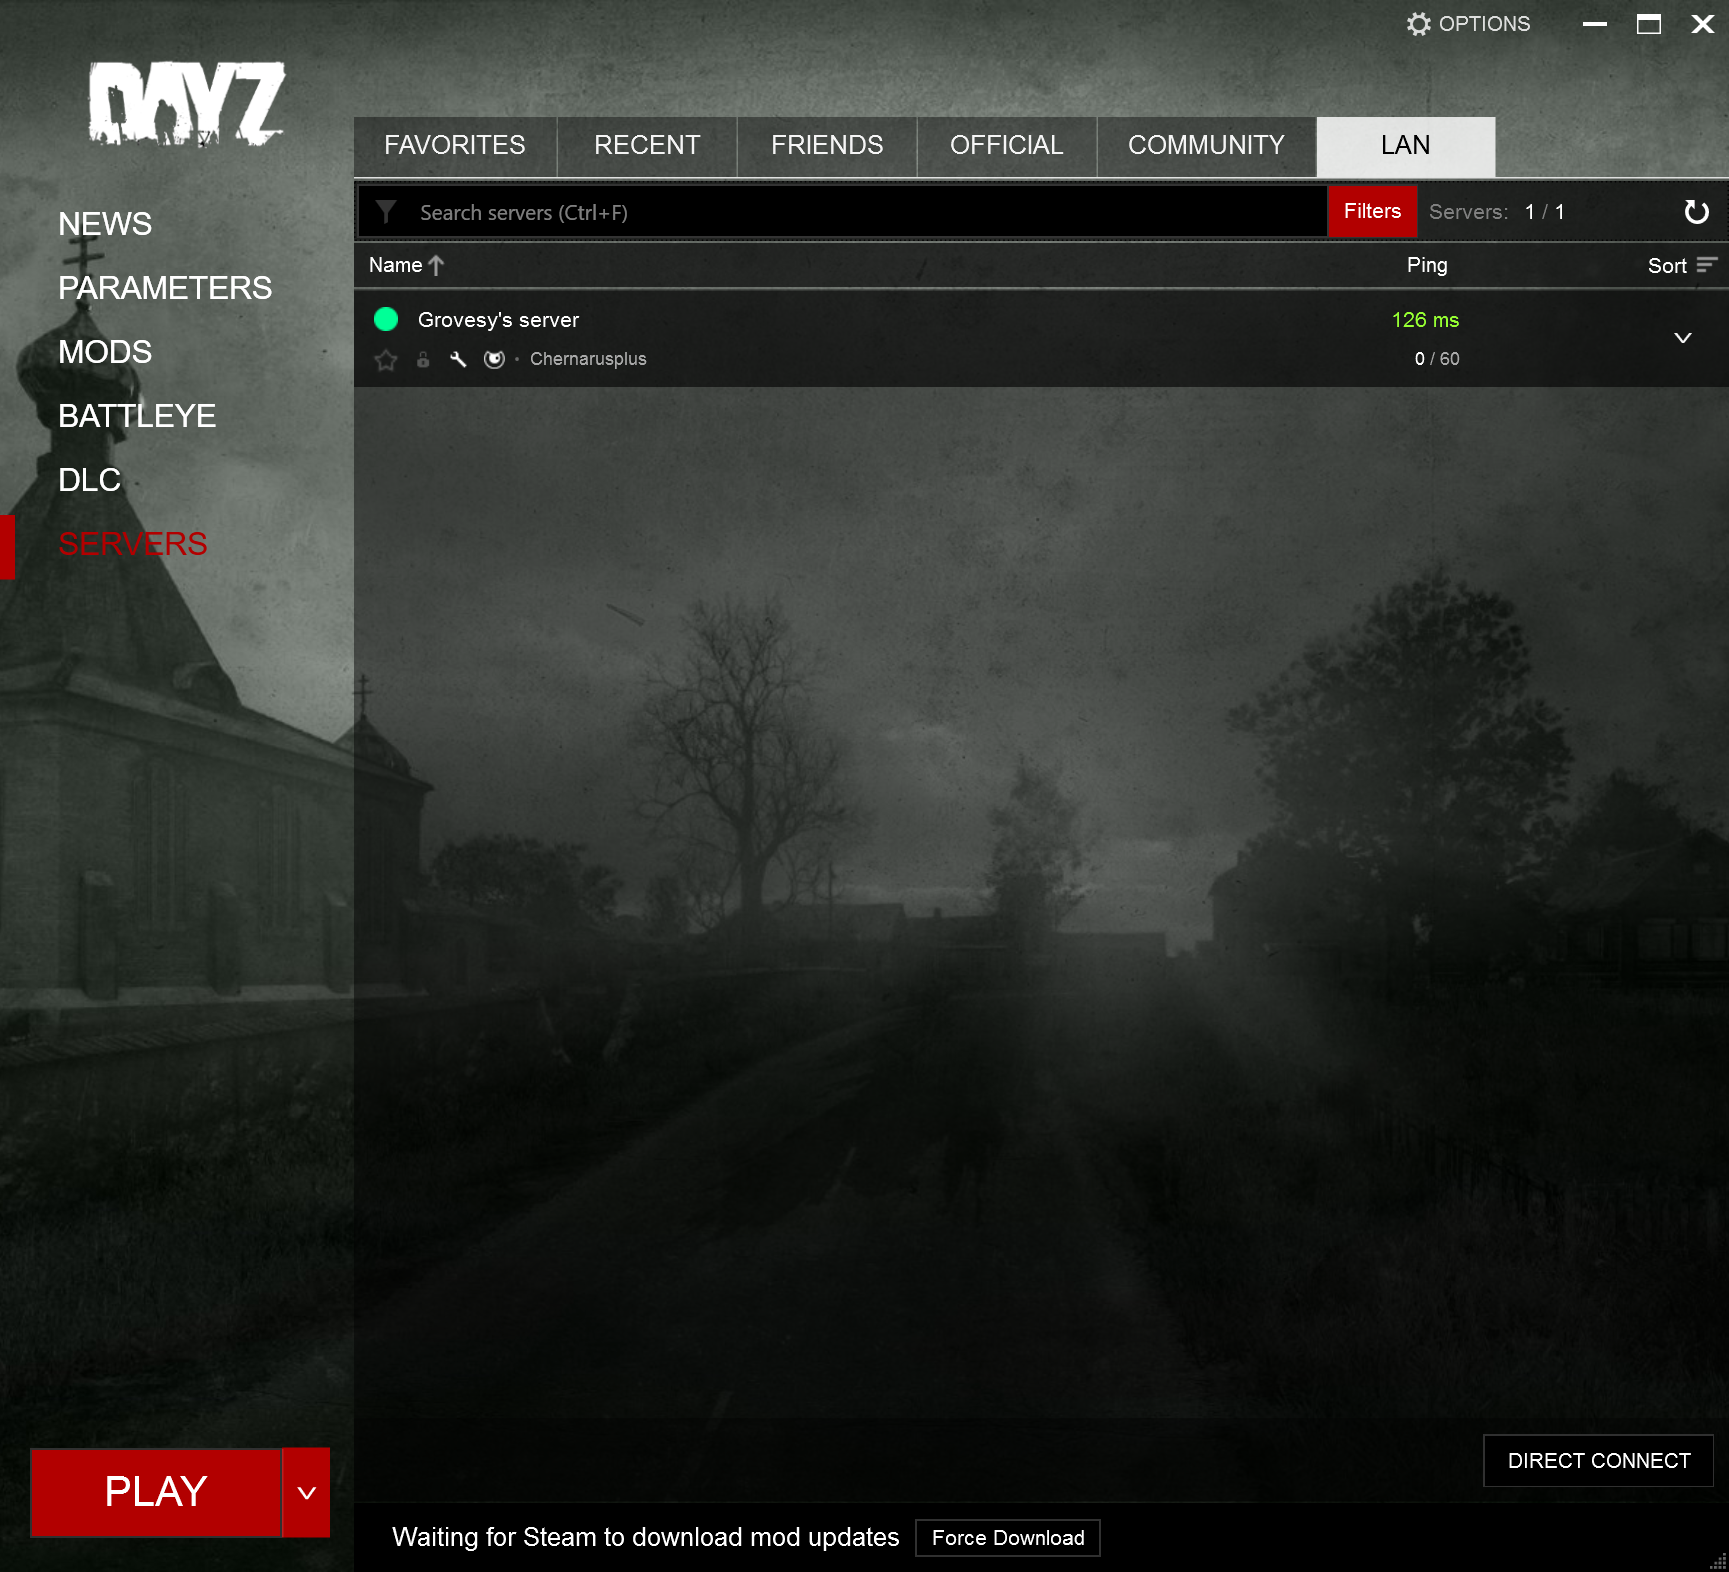 OPTIONS
DAYZ
FAVORITES
RECENT
FRIENDS
OFFICIAL
COMMUNITY
LAN
NEWS
PARAMETERS
MODS
BATTLEYE
DLC
SERVERS
Search servers (Ctrl+F)
Filters
Servers: 1 / 1
Name
Ping
Sort
Grovesy's server
126 ms
Chernarusplus
0 / 60
DIRECT CONNECT
PLAY
Waiting for Steam to download mod updates
Force Download